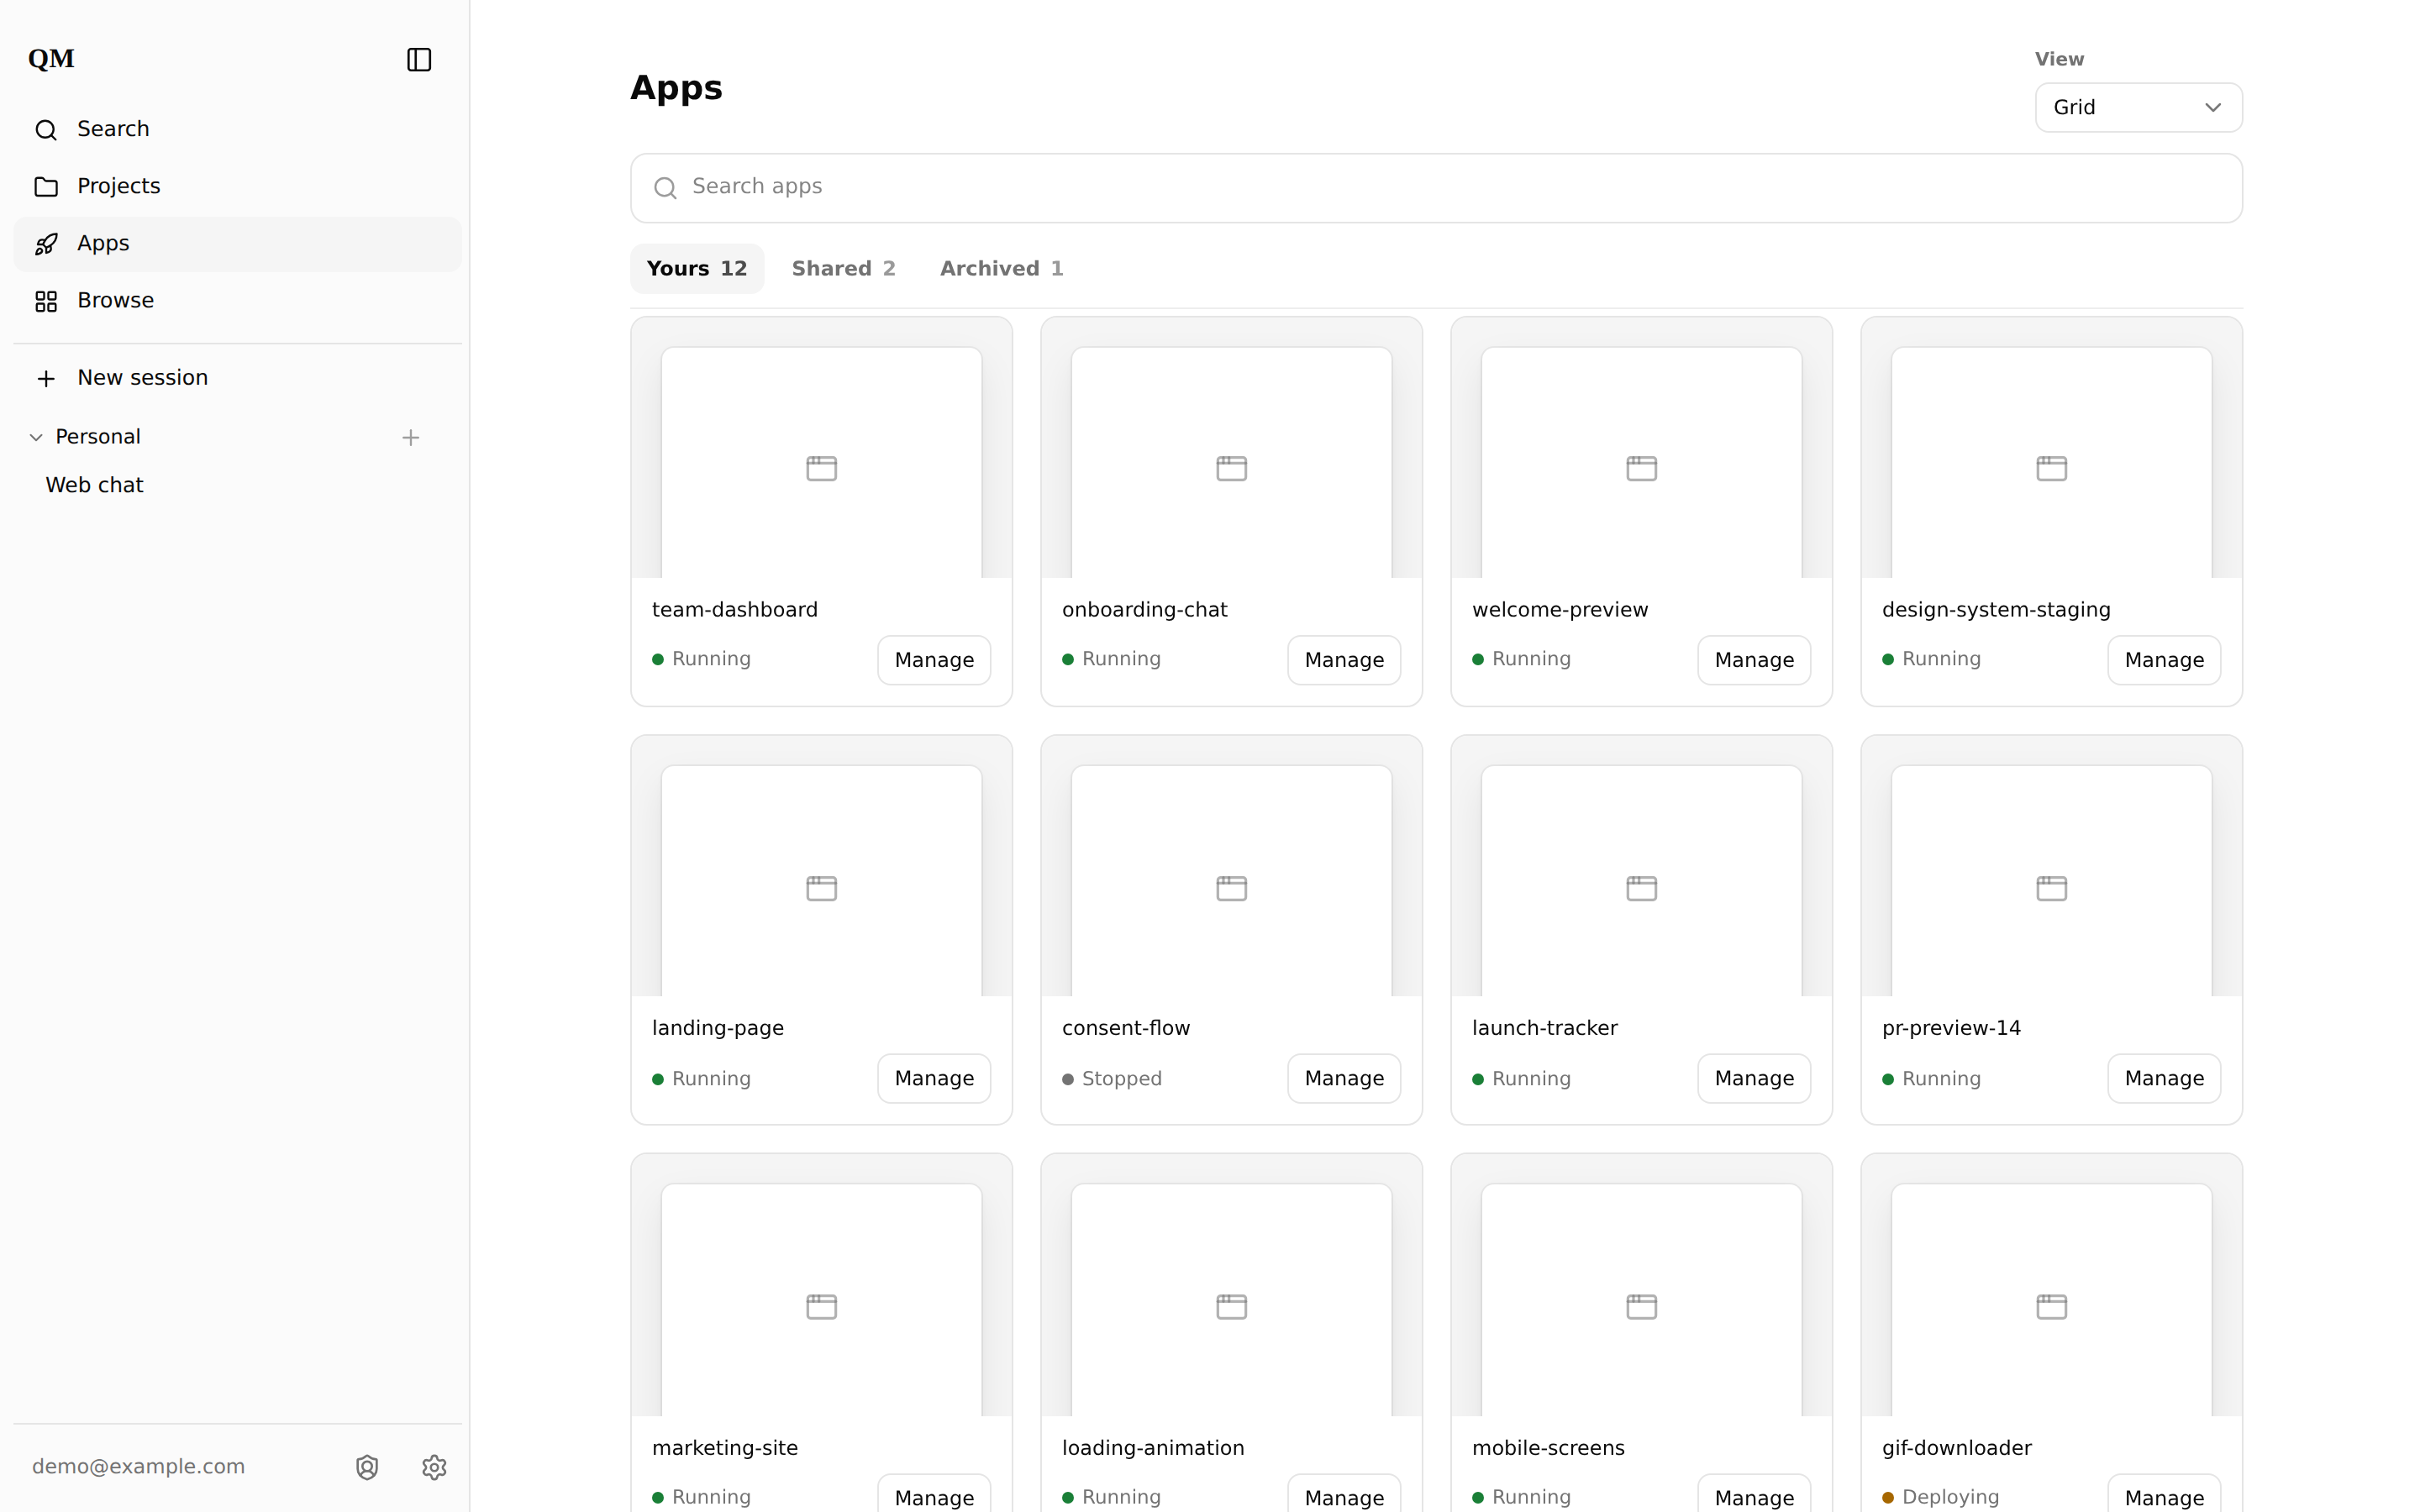 QM
Search
Projects
Apps
Browse
New session
Personal
Web chat
demo@example.com
Apps
View
Grid
Search apps
Yours 12 Shared 2 Archived 1
team-dashboard
Running Manage
onboarding-chat
Running Manage
welcome-preview
Running Manage
design-system-staging
Running Manage
landing-page
Running Manage
consent-flow
Stopped Manage
launch-tracker
Running Manage
pr-preview-14
Running Manage
marketing-site
Running Manage
loading-animation
Running Manage
mobile-screens
Running Manage
gif-downloader
Deploying Manage